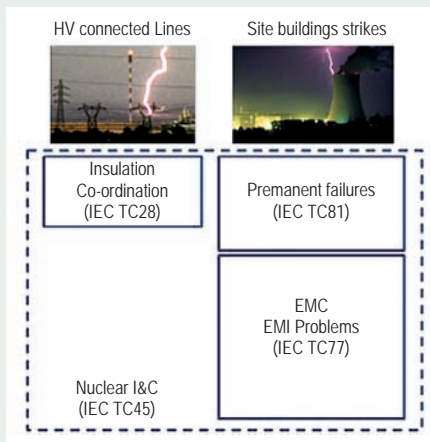 HV connected Lines
Site buildings strikes
Insulation
Co-ordination
(IEC TC28)
Premanent failures
(IEC TC81)
EMC
EMI Problems
(IEC TC77)
Nuclear I&C
(IEC TC45)